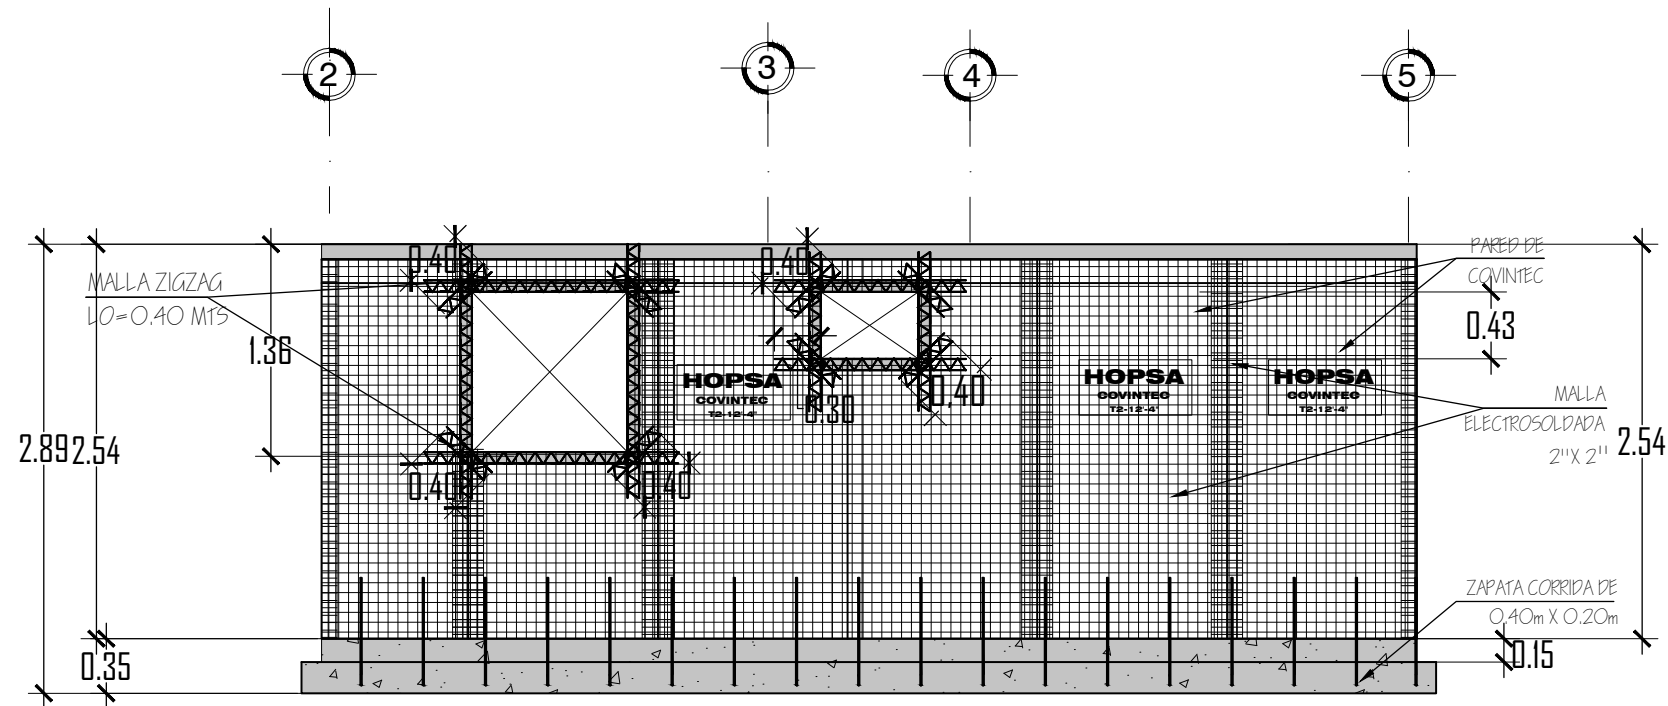 2
3
4
5
0.40
0.40
PARED DE
COVINTEC
MALLA ZIGZAG
LO=0.40 MTS
0.43
1.36
HOPSA
COVINTEC
T2-12'-4'
HOPSA
COVINTEC
T2-12'-4'
HOPSA
COVINTEC
T2-12'-4'
0.30
0.40
MALLA
ELECTROSOLDADA
2"X 2"
2.89
2.54
2.54
0.40
0.40
ZAPATA CORRIDA DE
0.40m X 0.20m
0.35
0.15